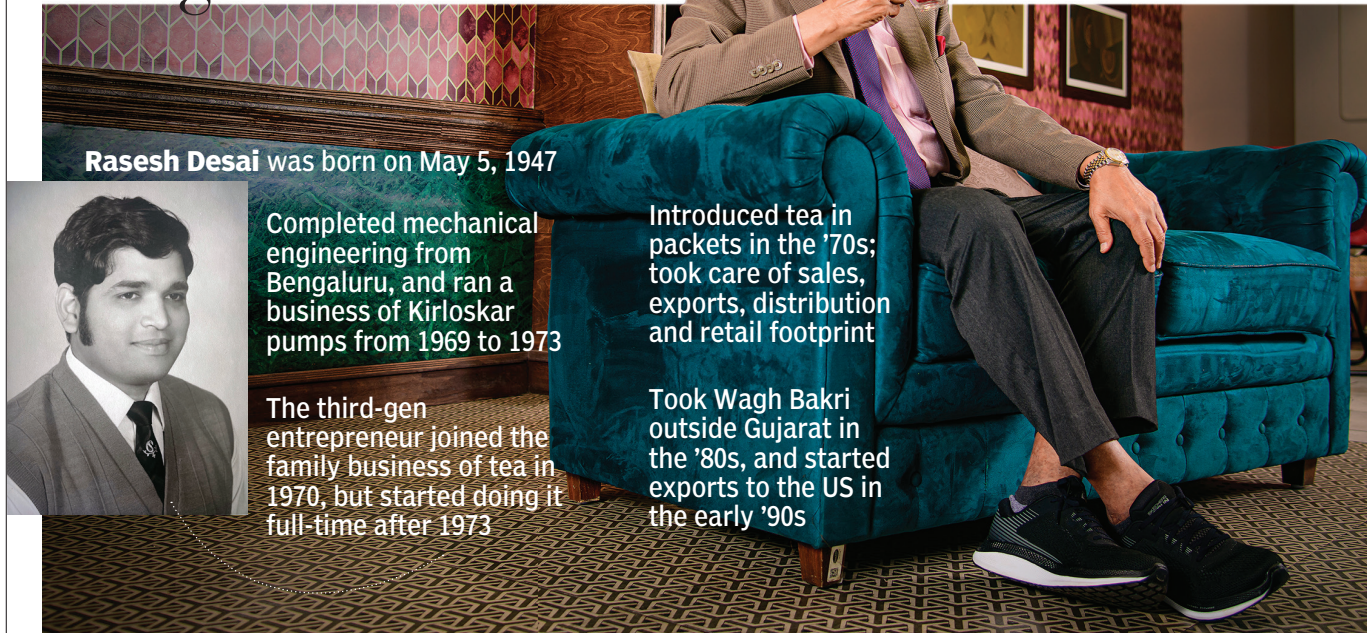 Rasesh Desai was born on May 5, 1947
Completed mechanical
engineering from
Bengaluru, and ran a
business of Kirloskar
pumps from 1969 to 1973
The third-gen
entrepreneur joined the
family business of tea in
1970, but started doing it
full-time after 1973
Introduced tea in
packets in the ’70s;
took care of sales,
exports, distribution
and retail footprint
Took Wagh Bakri
outside Gujarat in
the ’80s, and started
exports to the US in
the early ’90s